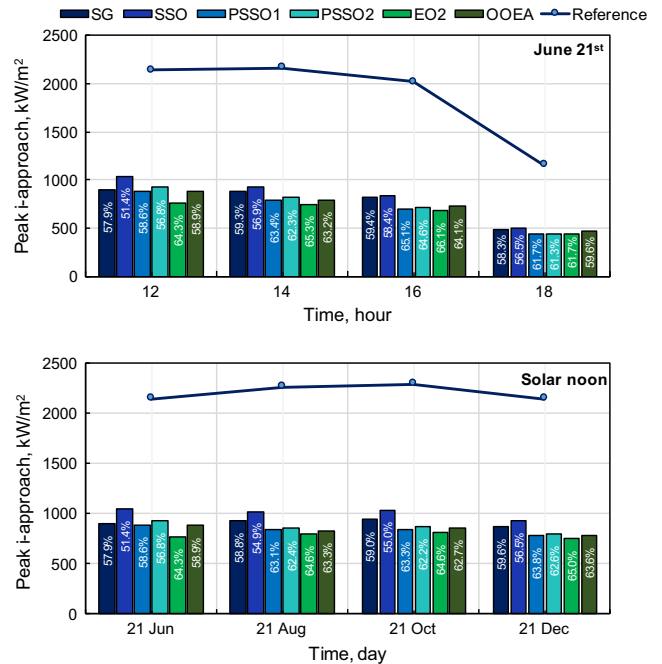 SG SSO PSSO1 PSSO2 EO2 OOEA Reference
June 21st
Peak i-approach, kW/m²
2500
2000
1500
1000
500
0
57.9% 51.4% 58.6% 56.8% 64.3% 58.9%
59.3% 56.9% 63.4% 62.3% 65.3% 63.2%
59.4% 58.4% 65.1% 64.6% 66.1% 64.1%
58.3% 56.5% 61.7% 61.3% 61.7% 59.6%
12 14 16 18
Time, hour
Solar noon
Peak i-approach, kW/m²
2500
2000
1500
1000
500
0
57.9% 51.4% 58.6% 56.8% 64.3% 58.9%
58.8% 54.9% 63.1% 62.4% 64.6% 63.3%
59.0% 55.0% 63.3% 62.2% 64.6% 62.7%
59.6% 56.5% 63.8% 62.6% 65.0% 63.6%
21 Jun 21 Aug 21 Oct 21 Dec
Time, day